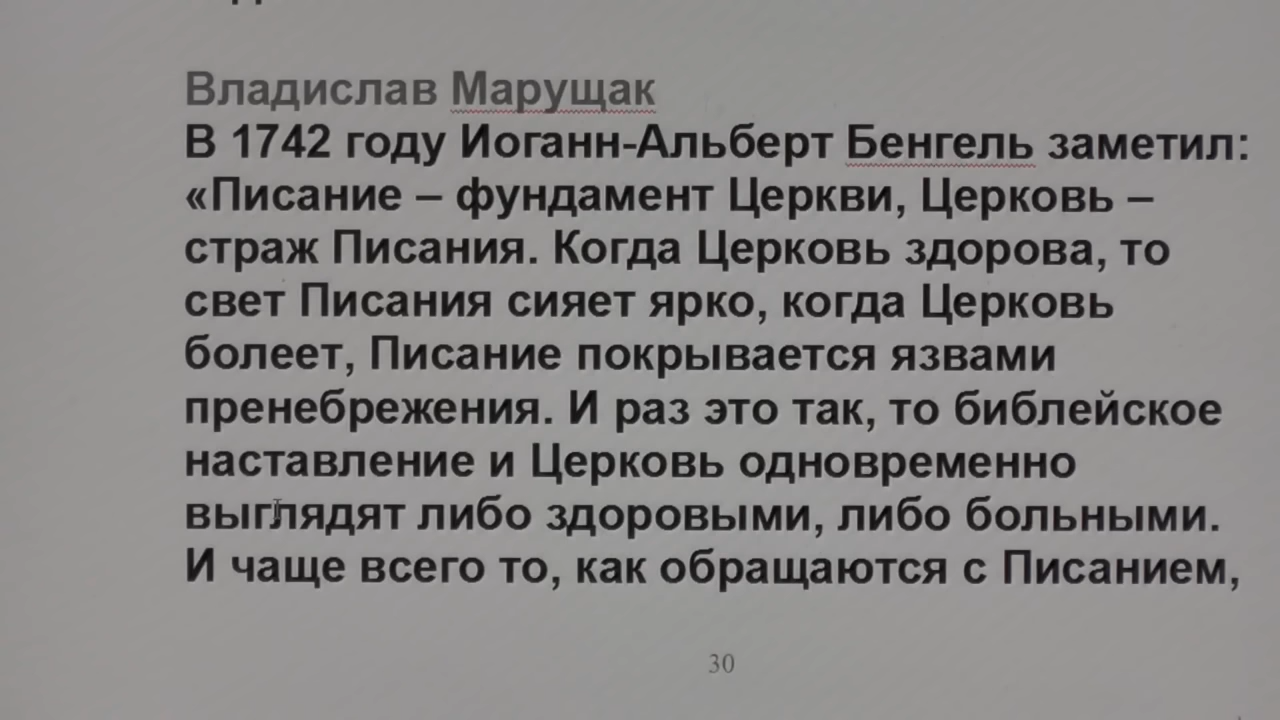 Владислав Марущак
В 1742 году Иоганн-Альберт Бенгель заметил:
«Писание – фундамент Церкви, Церковь –
страж Писания. Когда Церковь здорова, то
свет Писания сияет ярко, когда Церковь
болеет, Писание покрывается язвами
пренебрежения. И раз это так, то библейское
наставление и Церковь одновременно
выглядят либо здоровыми, либо больными.
И чаще всего то, как обращаются с Писанием,
30